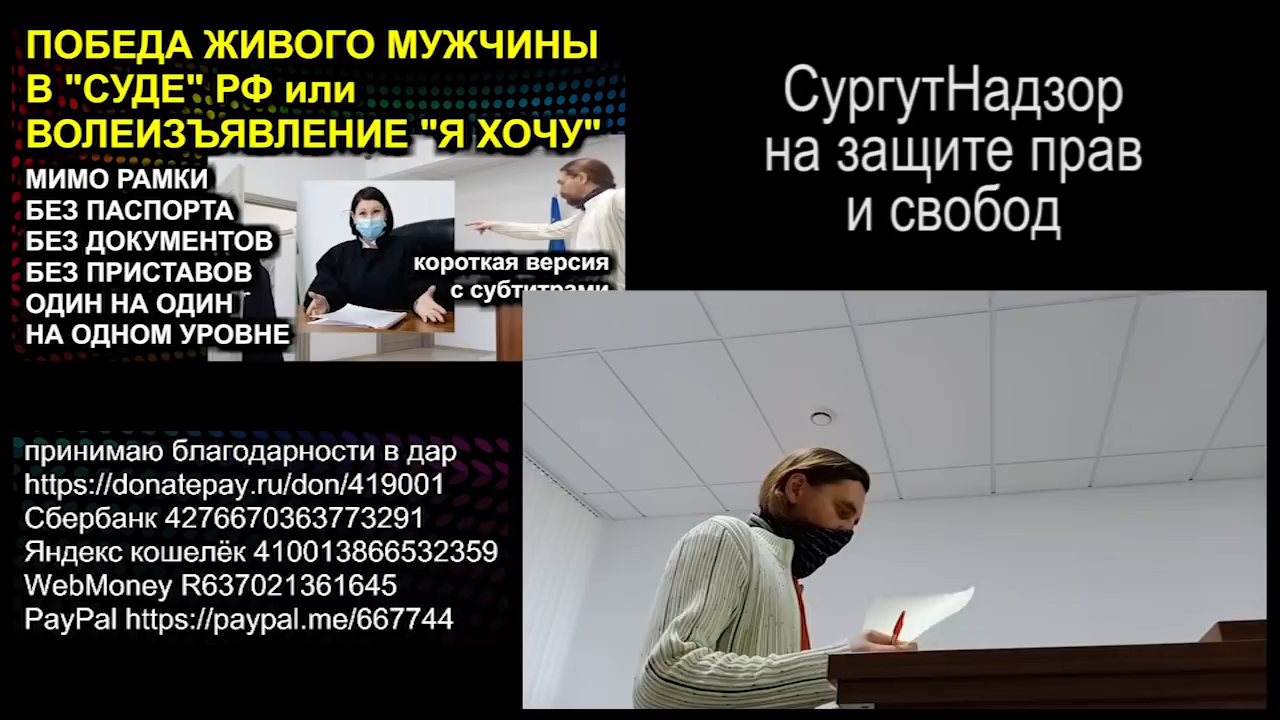 ПОБЕДА ЖИВОГО МУЖЧИНЫ
В "СУДЕ" РФ или
ВОЛЕИЗЪЯВЛЕНИЕ "Я ХОЧУ"
МИМО РАМКИ
БЕЗ ПАСПОРТА
БЕЗ ДОКУМЕНТОВ
БЕЗ ПРИСТАВОВ
ОДИН НА ОДИН
НА ОДНОМ УРОВНЕ
короткая версия
с субтитрами
СургутНадзор
на защите прав
и свобод
принимаю благодарности в дар
https://donatepay.ru/don/419001
Сбербанк 4276670363773291
Яндекс кошелёк 410013866532359
WebMoney R637021361645
PayPal https://paypal.me/667744